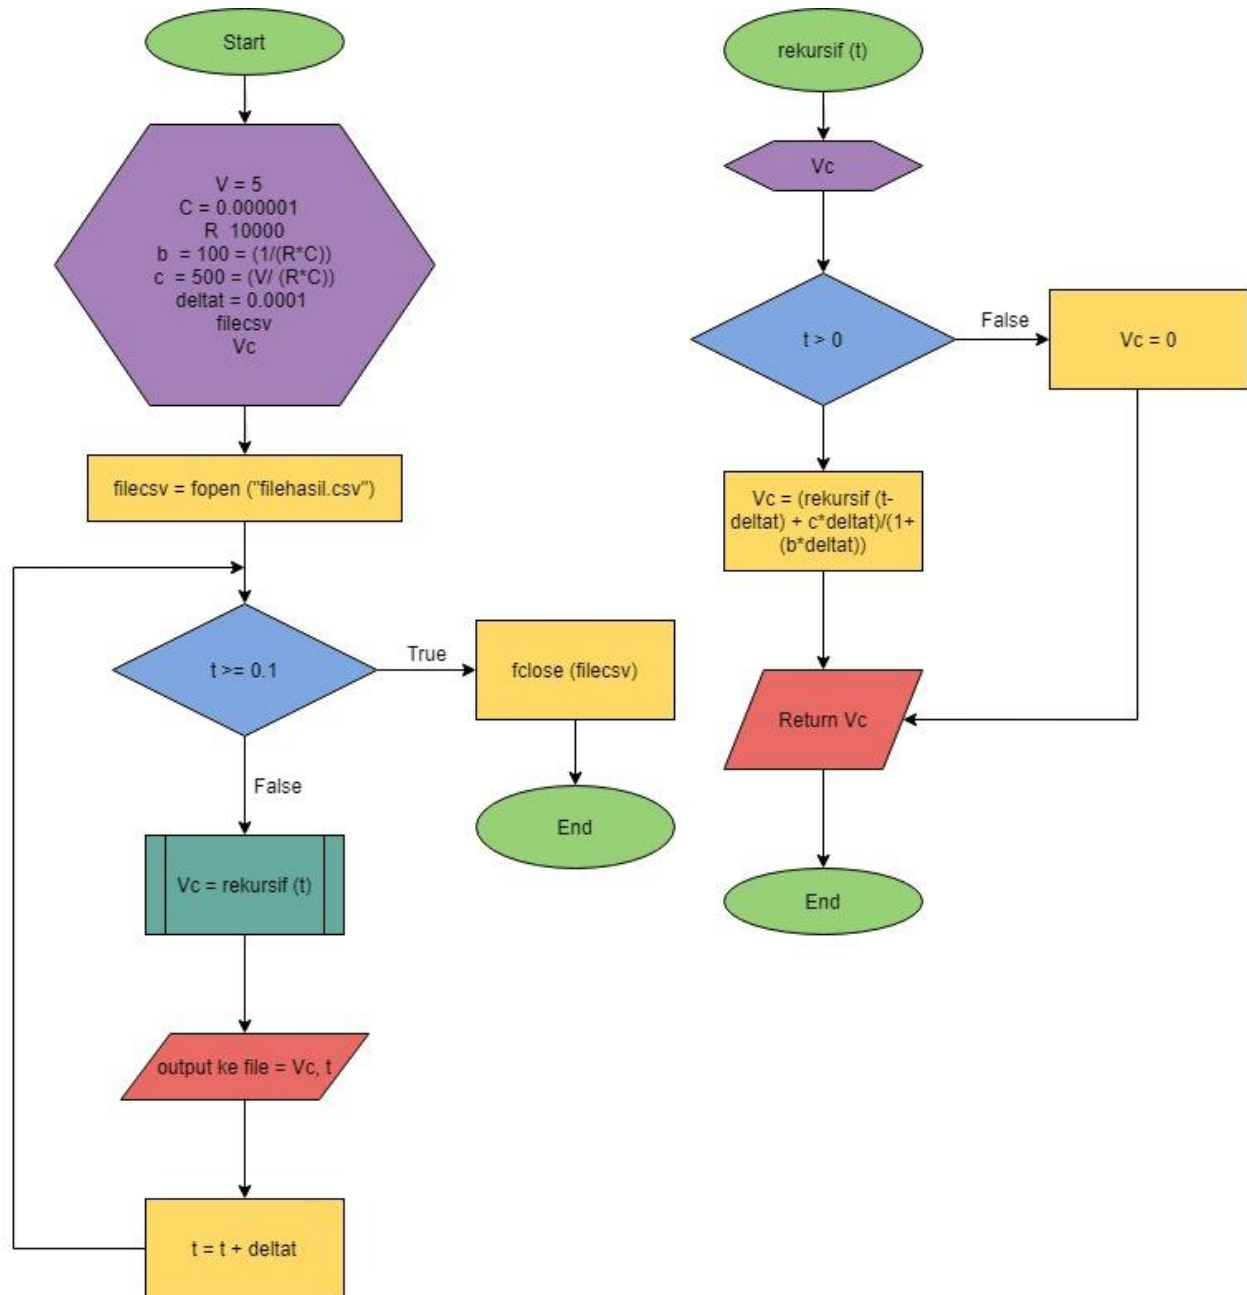 Start
V = 5
C = 0.000001
R  10000
b  = 100 = (1/(R*C))
c  = 500 = (V/ (R*C))
deltat = 0.0001
filecsv
Vc
filecsv = fopen ("filehasil.csv")
t >= 0.1
True
fclose (filecsv)
End
False
Vc = rekursif (t)
output ke file = Vc, t
t = t + deltat
rekursif (t)
Vc
t > 0
False
Vc = 0
Vc = (rekursif (t-
deltat) + c*deltat)/(1+
(b*deltat))
Return Vc
End